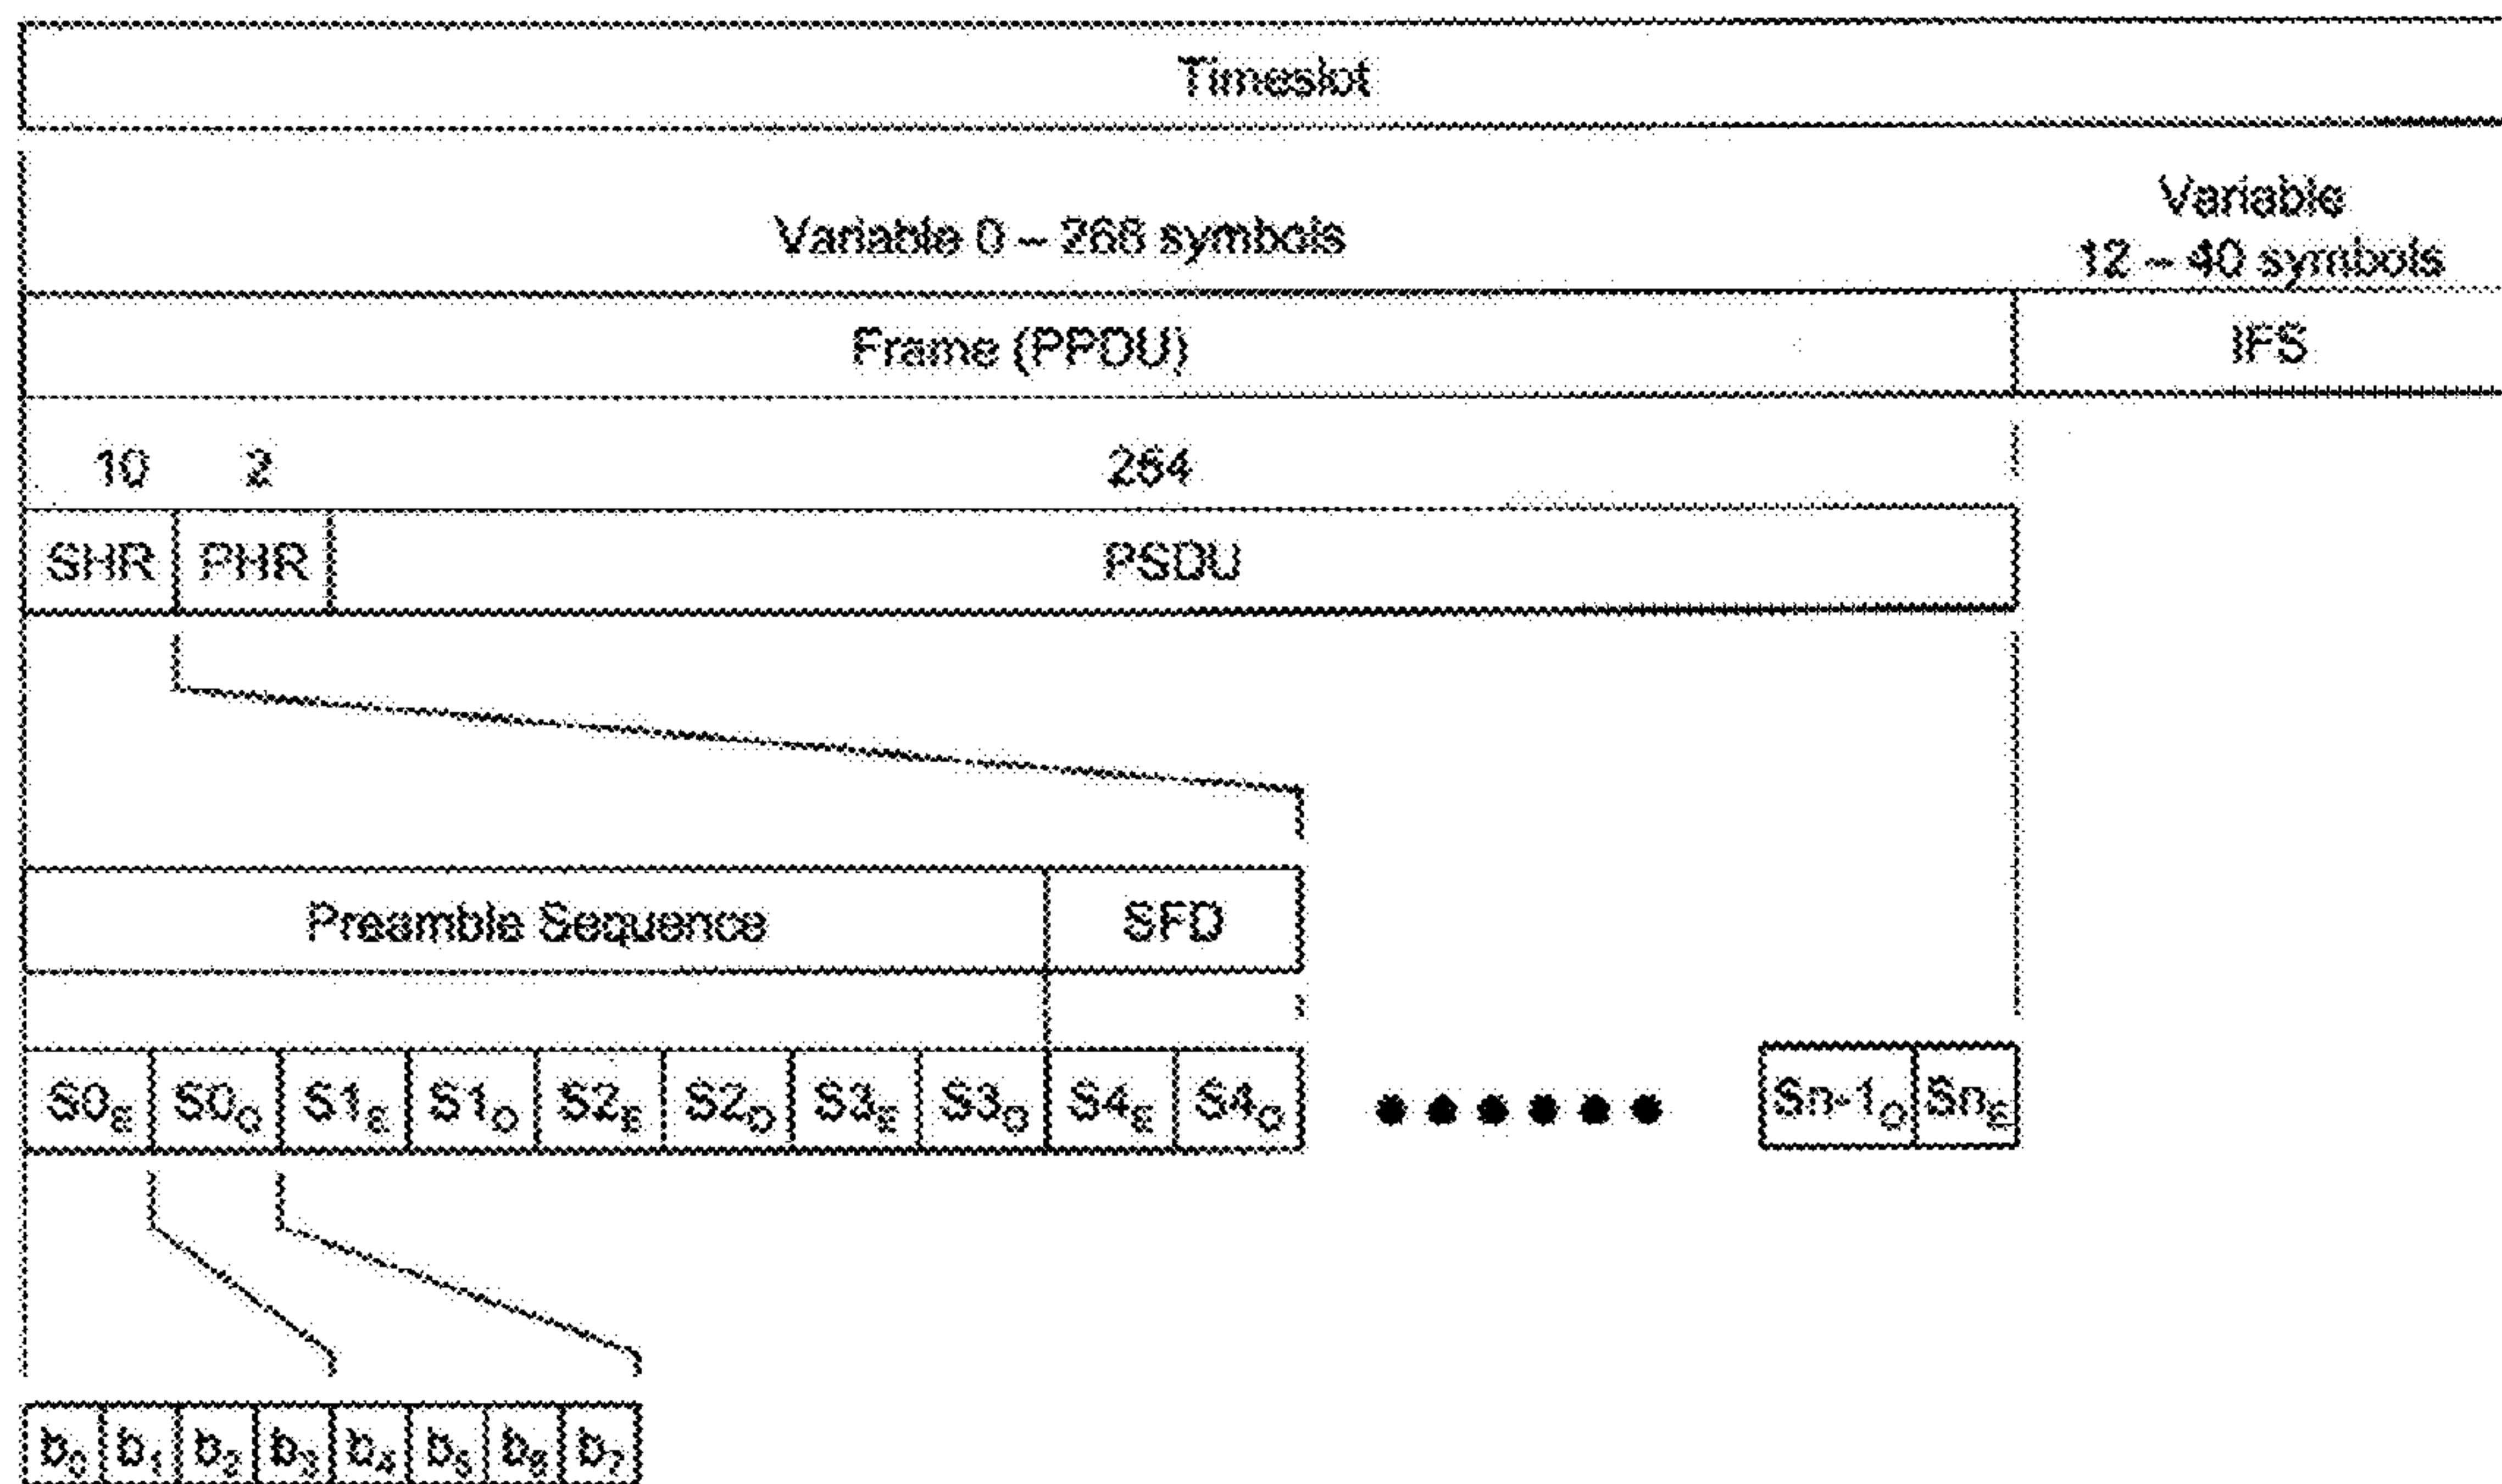 Timeslot
Variable 0 – 266 symbols
Variable
12 – 40 symbols
Frame (PPDU)
IFS
10 2 254
SHR PHR PSDU
Preamble Sequence SFD
S0E S0O S1E S1O S2E S2O S3E S3O S4E S4O Sn-1O SnE
b0 b1 b2 b3 b4 b5 b6 b7